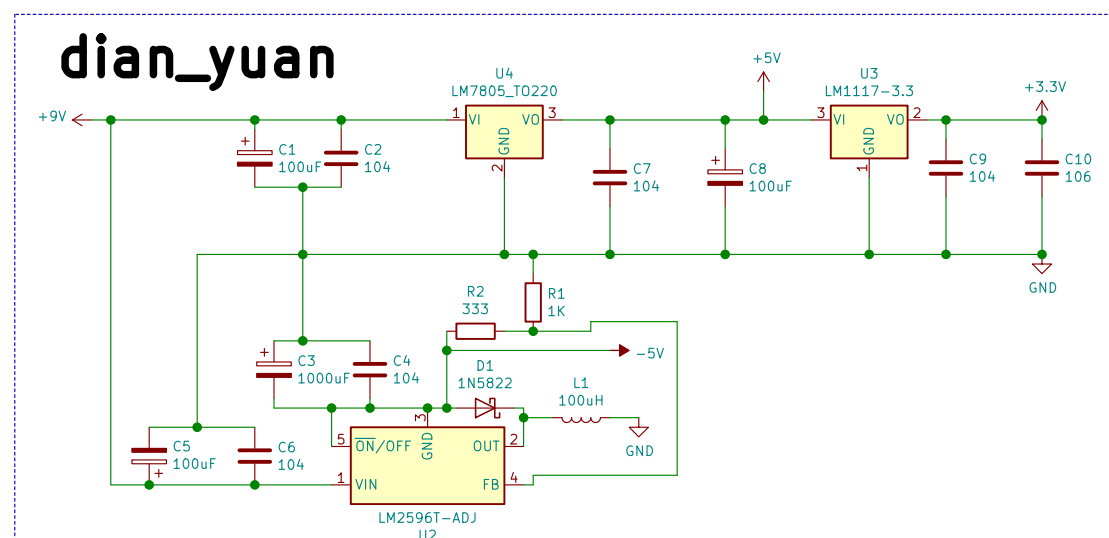 dian_yuan
+9V
C1
100uF
C2
104
U4
LM7805_TO220
1
VI
VO
3
GND
2
C7
104
C8
100uF
+5V
U3
LM1117-3.3
3
VI
VO
2
GND
1
+3.3V
C9
104
C10
106
GND
R2
333
R1
1K
-5V
C3
1000uF
C4
104
D1
1N5822
L1
100uH
GND
C5
100uF
C6
104
5
ON/OFF
3
GND
OUT
2
1
VIN
FB
4
LM2596T-ADJ
U2